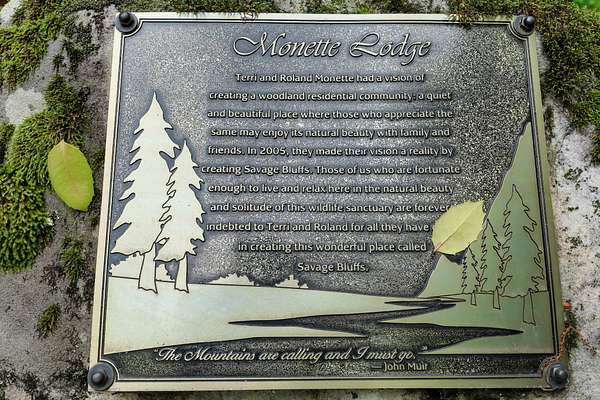 Monette Lodge
Terri and Roland Monette had a vision of
creating a woodland residential community; a quiet
and beautiful place where those who appreciate the
same may enjoy its natural beauty with family and
friends. In 2005, they made their vision a reality by
creating Savage Bluffs. Those of us who are fortunate
enough to live and relax here in the natural beauty
and solitude of this wildlife sanctuary are forever
indebted to Terri and Roland for all they have
in creating this wonderful place called
Savage Bluffs.
"The Mountains are calling and I must go."
— John Muir